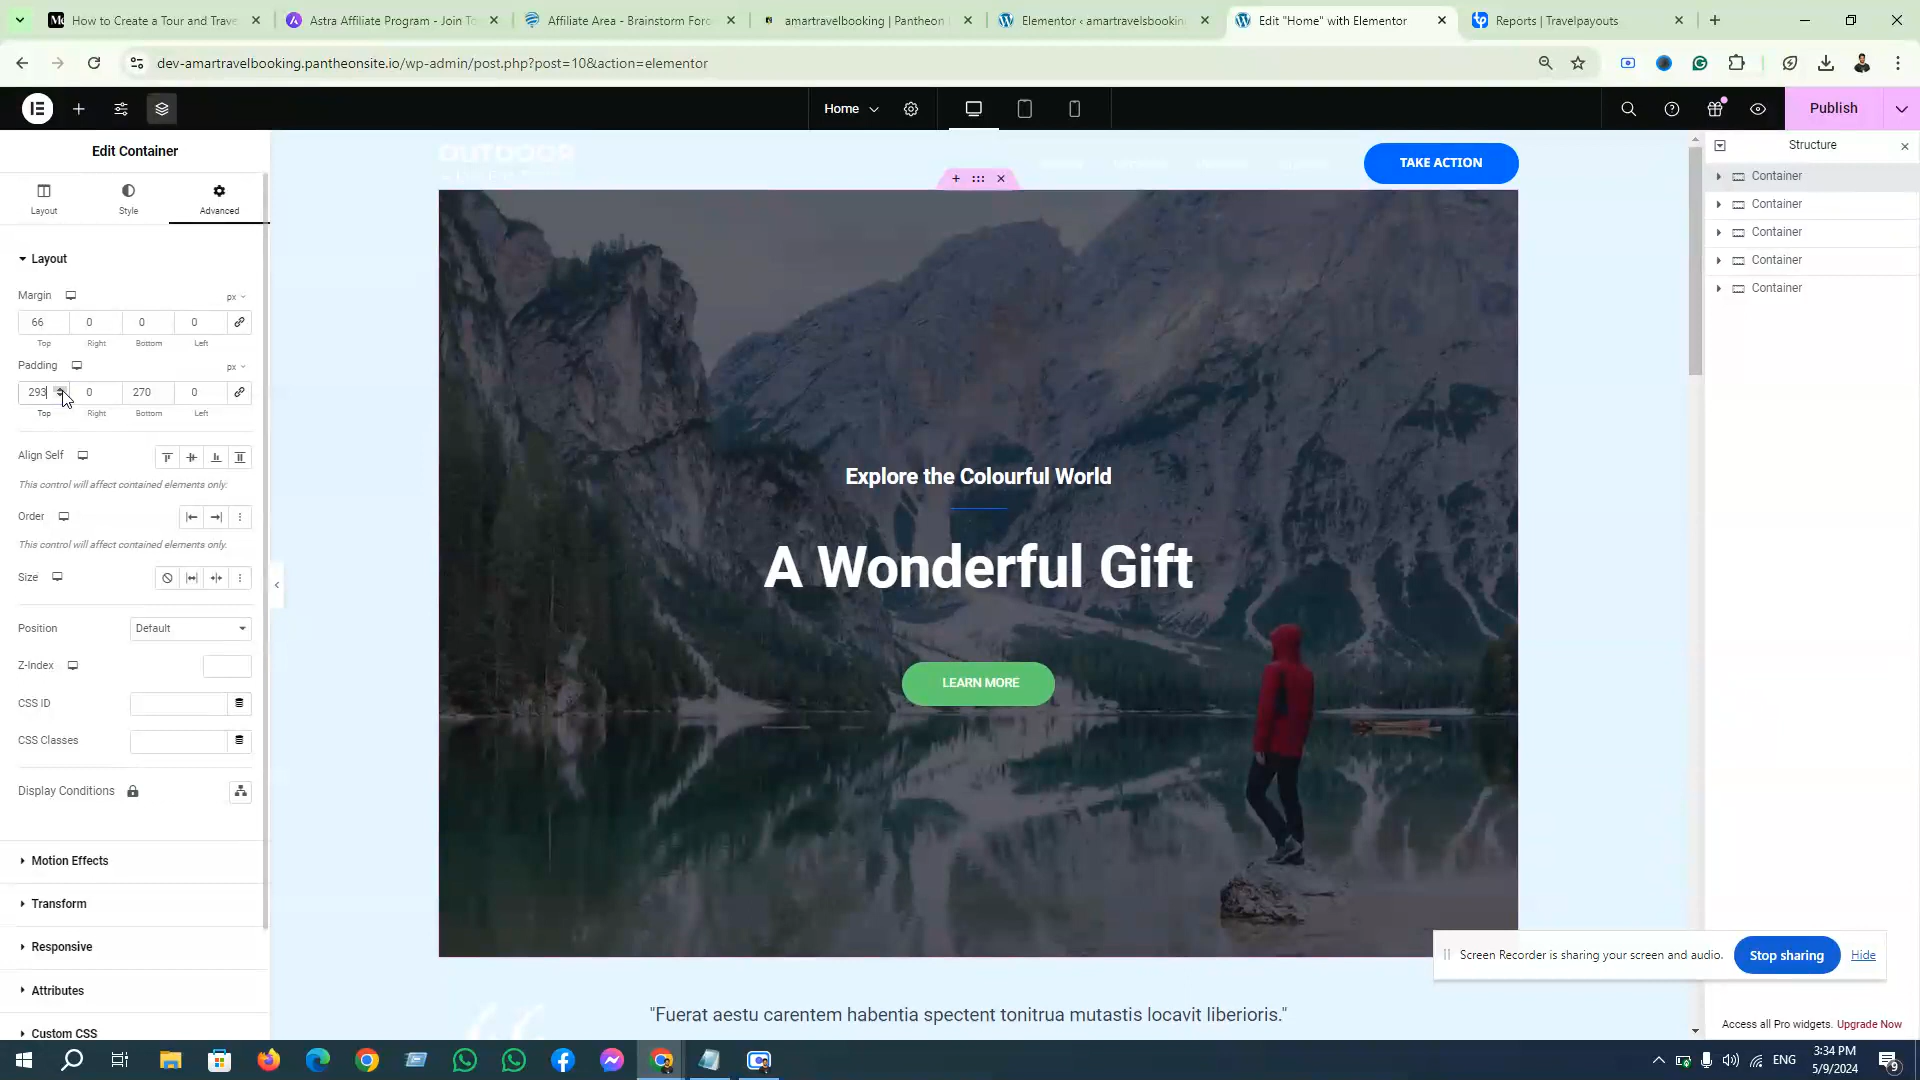 How to Create a Tour and Trave
Astra Affiliate Program - Join To
Affiliate Area - Brainstorm Forc
amartravelbooking | Pantheon
Elementor ‹ amartravelsbookin
Edit "Home" with Elementor
Reports | Travelpayouts
dev-amartravelbooking.pantheonsite.io/wp-admin/post.php?post=10&action=elementor
Home
Publish
Edit Container
Layout
Style
Advanced
Layout
Margin
px
66 0 0 0
Top Right Bottom Left
Padding
px
293 0 270 0
Top Right Bottom Left
Align Self
This control will affect contained elements only.
Order
This control will affect contained elements only.
Size
Position
Default
Z-Index
CSS ID
CSS Classes
Display Conditions
Motion Effects
Transform
Responsive
Attributes
Custom CSS
OUTDOOR
TAKE ACTION
Explore the Colourful World
A Wonderful Gift
LEARN MORE
"Fuerat aestu carentem habentia spectent tonitrua mutastis locavit liberioris."
Structure
Container
Container
Container
Container
Container
Screen Recorder is sharing your screen and audio.
Stop sharing
Hide
Access all Pro widgets. Upgrade Now
ENG
3:34 PM
5/9/2024
9